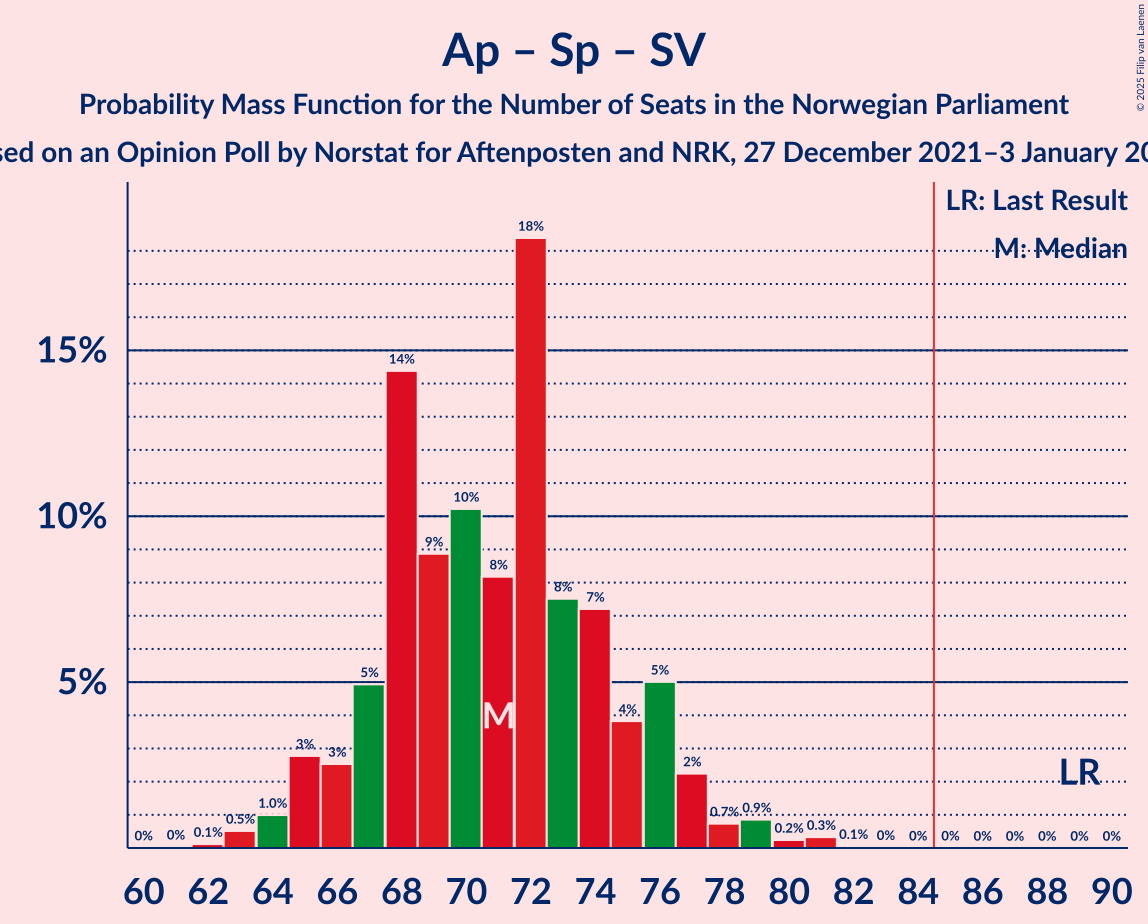 Ap – Sp – SV
Probability Mass Function for the Number of Seats in the Norwegian Parliament
sed on an Opinion Poll by Norstat for Aftenposten and NRK, 27 December 2021–3 January 20
© 2025 Filip van Laenen
LR: Last Result
M: Median
15%
10%
5%
0% 0% 0.1% 0.5% 1.0% 3% 3% 5% 14% 9% 10% 8% 18% 8% 7% 4% 5% 2% 0.7% 0.9% 0.2% 0.3% 0.1% 0% 0% 0% 0% 0% 0% 0% 0%
M
LR
60 62 64 66 68 70 72 74 76 78 80 82 84 86 88 90